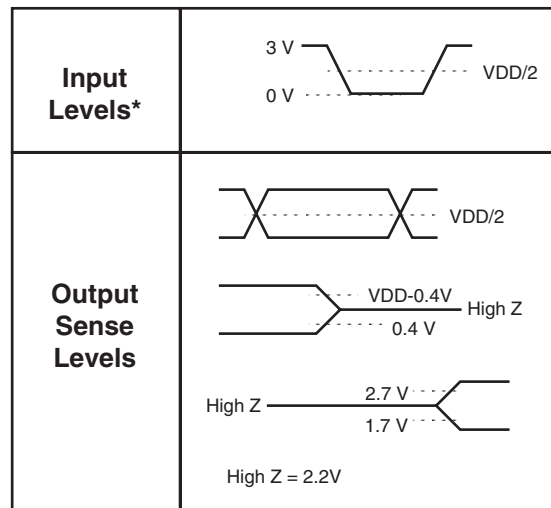 Input
Levels*
3 V
VDD/2
0 V
Output
Sense
Levels
VDD/2
VDD-0.4V
High Z
0.4 V
2.7 V
High Z
1.7 V
High Z = 2.2V